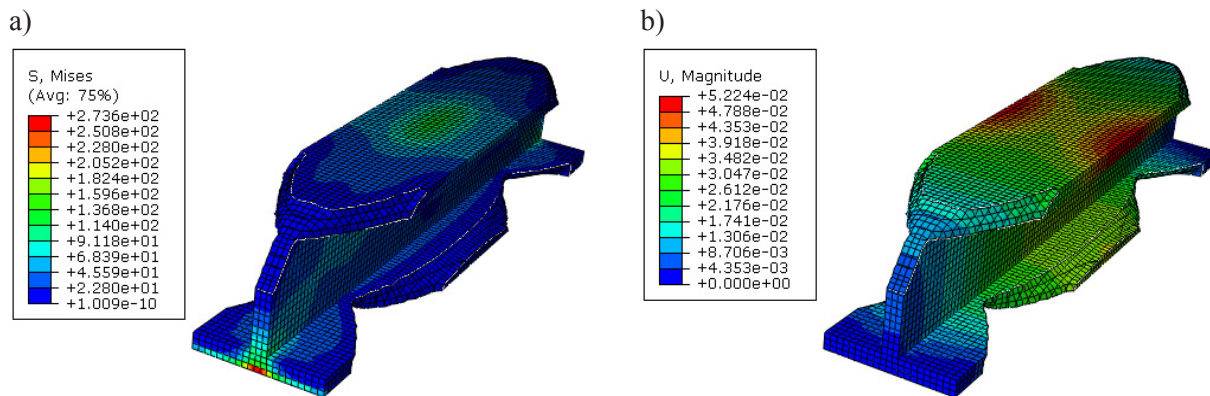 a)
S, Mises
(Avg: 75%)
+2.736e+02
+2.508e+02
+2.280e+02
+2.052e+02
+1.824e+02
+1.596e+02
+1.368e+02
+1.140e+02
+9.118e+01
+6.839e+01
+4.559e+01
+2.280e+01
+1.009e-10
b)
U, Magnitude
+5.224e-02
+4.788e-02
+4.353e-02
+3.918e-02
+3.482e-02
+3.047e-02
+2.612e-02
+2.176e-02
+1.741e-02
+1.306e-02
+8.706e-03
+4.353e-03
+0.000e+00